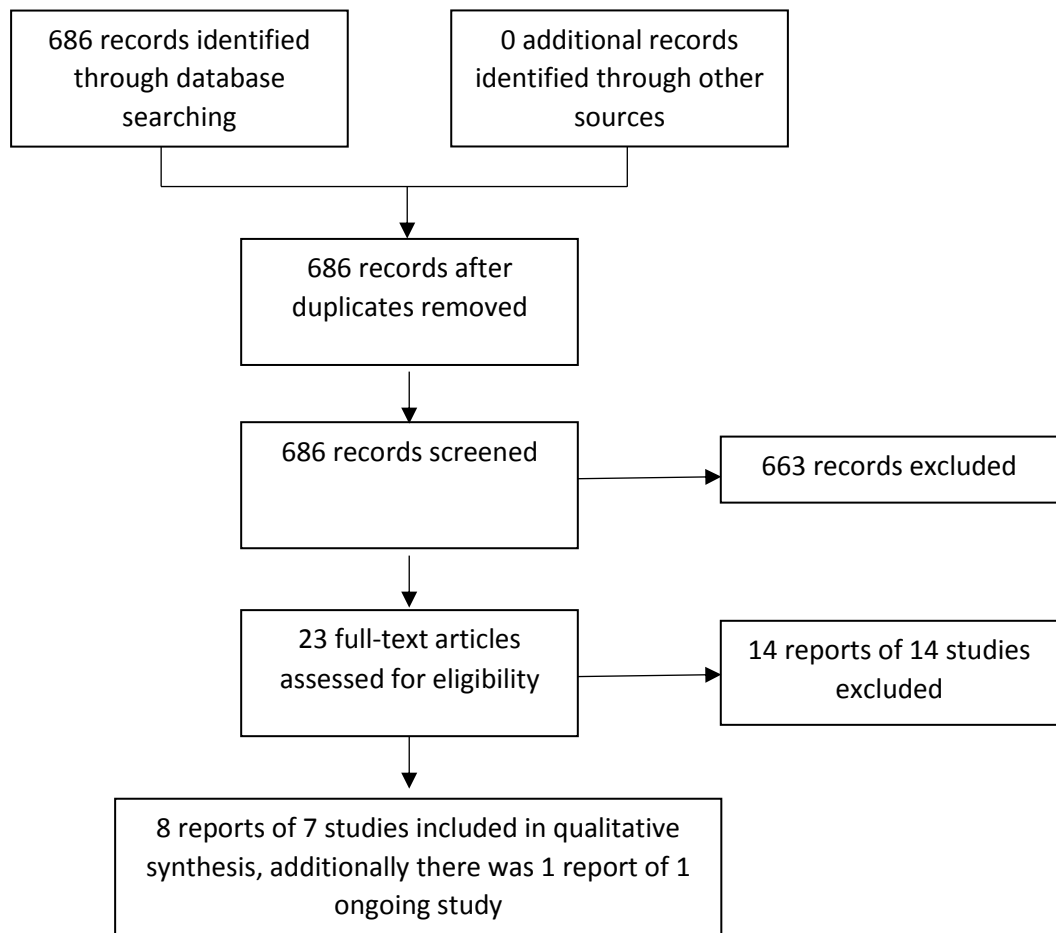 686 records identified
through database
searching
0 additional records
identified through other
sources
686 records after
duplicates removed
686 records screened
663 records excluded
23 full-text articles
assessed for eligibility
14 reports of 14 studies
excluded
8 reports of 7 studies included in qualitative
synthesis, additionally there was 1 report of 1
ongoing study